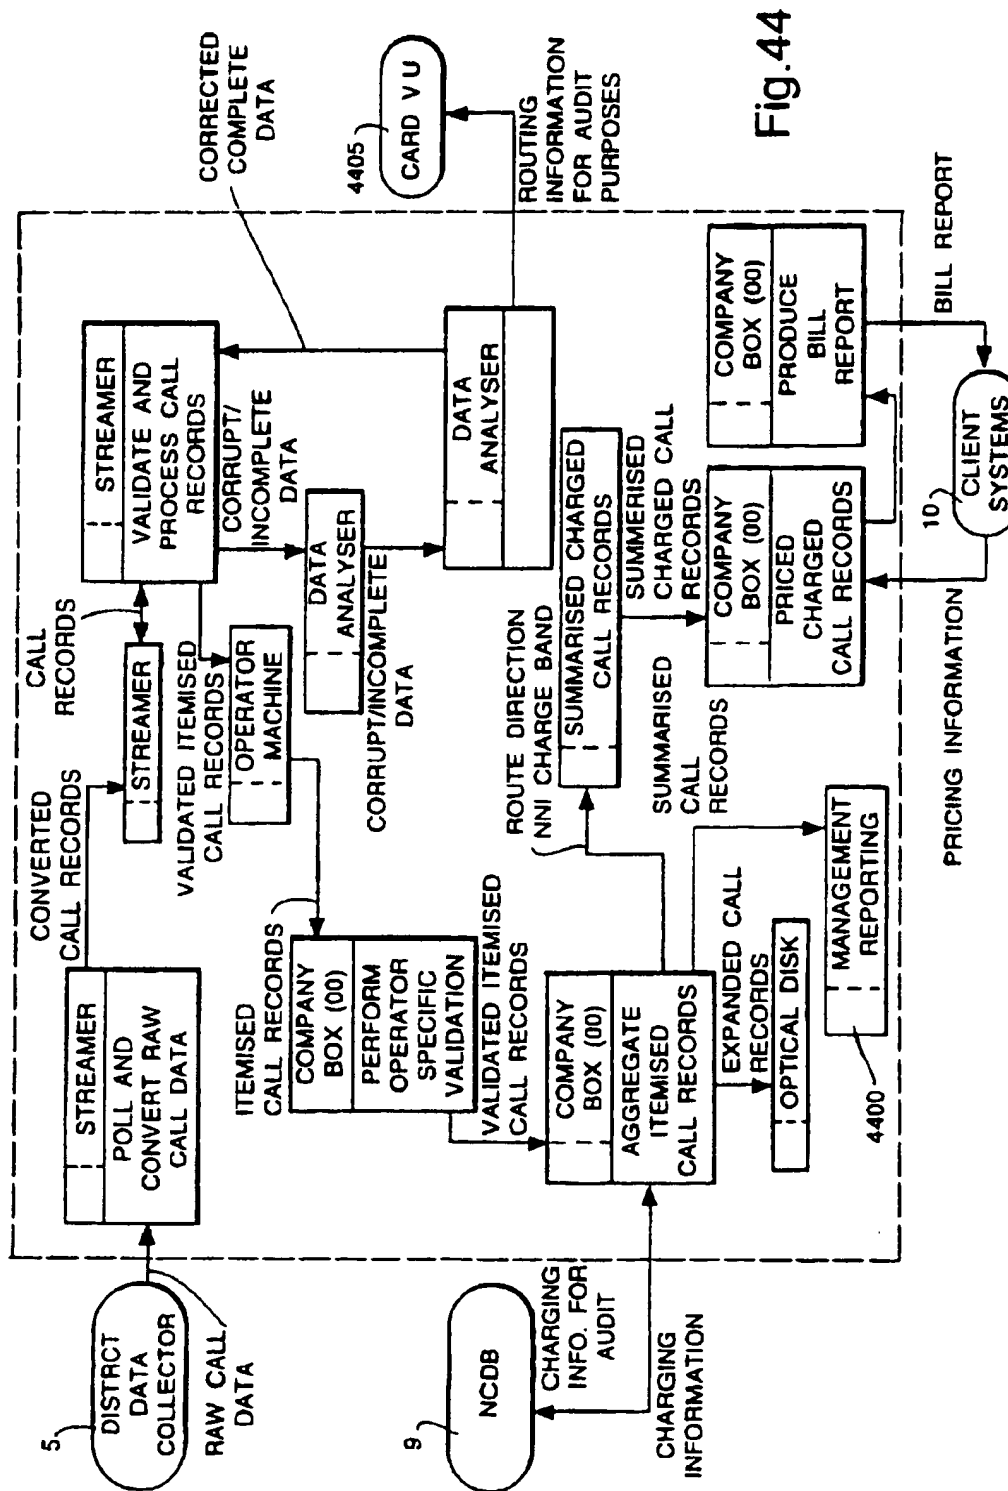 5
DISTRCT
DATA
COLLECTOR
RAW CALL
DATA
STREAMER
POLL AND
CONVERT RAW
CALL DATA
CONVERTED
CALL RECORDS
STREAMER
CALL
RECORDS
STREAMER
VALIDATE AND
PROCESS CALL
RECORDS
CORRECTED
COMPLETE
DATA
VALIDATED ITEMISED
CALL RECORDS
OPERATOR
MACHINE
CORRUPT/
INCOMPLETE
DATA
DATA
ANALYSER
CORRUPT/INCOMPLETE
DATA
DATA
ANALYSER
4405
CARD V U
ROUTING
INFORMATION
FOR AUDIT
PURPOSES
ITEMISED
CALL RECORDS
COMPANY
BOX (00)
PERFORM
OPERATOR
SPECIFIC
VALIDATION
VALIDATED ITEMISED
CALL RECORDS
9
NCDB
CHARGING
INFO. FOR
AUDIT
CHARGING
INFORMATION
COMPANY
BOX (00)
AGGREGATE
ITEMISED
CALL RECORDS
ROUTE DIRECTION
NNI CHARGE BAND
SUMMARISED CHARGED
CALL RECORDS
SUMMERISED
CHARGED CALL
RECORDS
SUMMARISED
CALL
RECORDS
EXPANDED CALL
RECORDS
OPTICAL DISK
MANAGEMENT
REPORTING
4400
COMPANY
BOX (00)
PRICED
CHARGED
CALL RECORDS
COMPANY
BOX (00)
PRODUCE
BILL
REPORT
PRICING INFORMATION
10
CLIENT
SYSTEMS
BILL REPORT
Fig.44